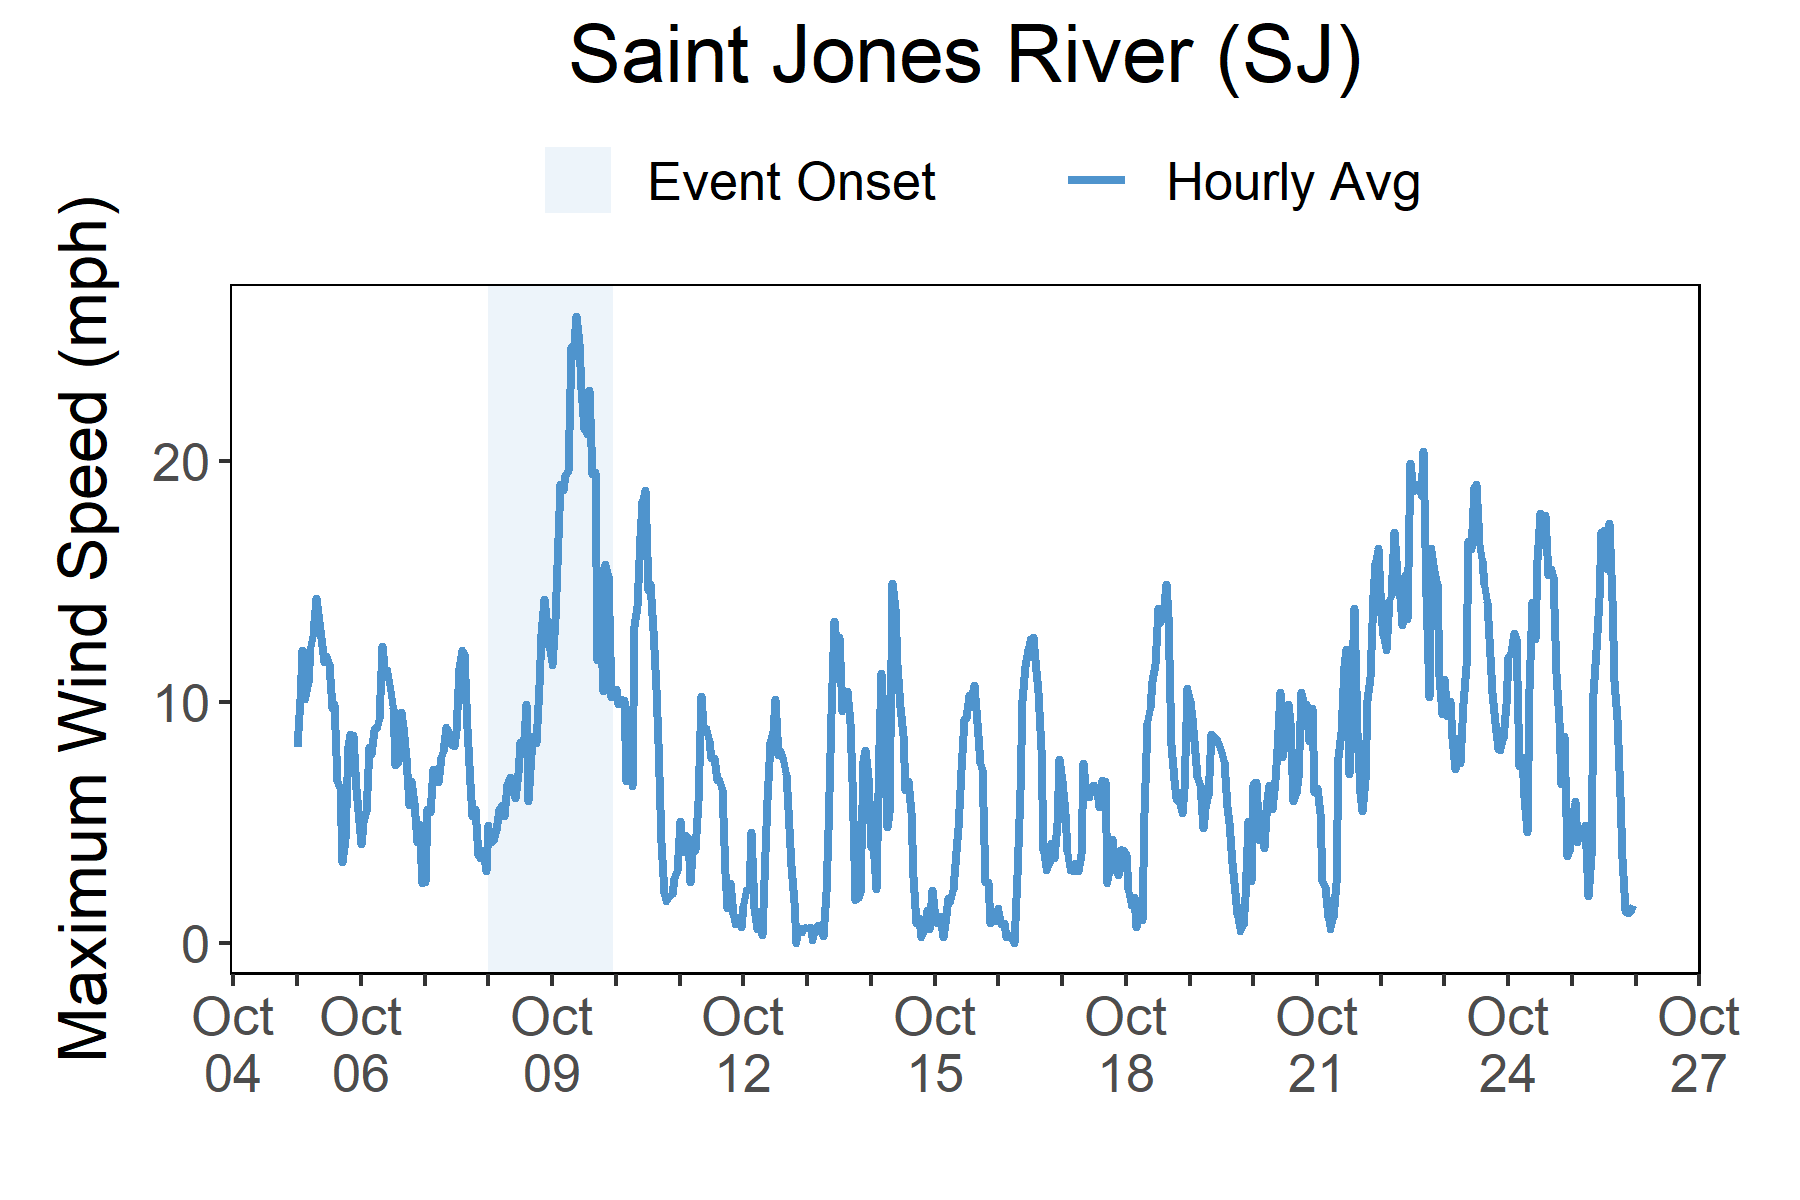 Saint Jones River (SJ)
Event Onset
Hourly Avg
Maximum Wind Speed (mph)
20
10
0
Oct 04
Oct 06
Oct 09
Oct 12
Oct 15
Oct 18
Oct 21
Oct 24
Oct 27